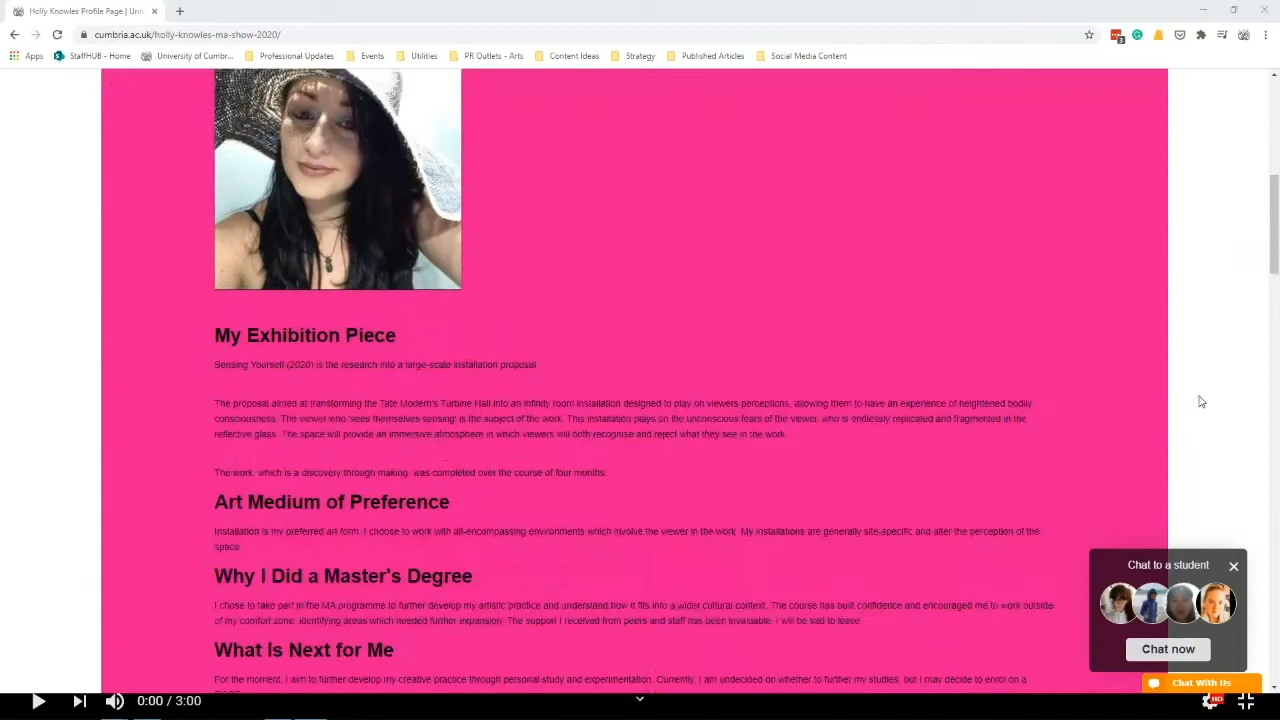 Holly Knowles Profile Page | Univ
cumbria.ac.uk/holly-knowles-ma-show-2020/
Apps StaffHUB - Home University of Cumbr... Professional Updates Events Utilities PR Outlets - Arts Content Ideas Strategy Published Articles Social Media Content
My Exhibition Piece
Sensing Yourself (2020) is the research into a large-scale installation proposal
The proposal aimed at transforming the Tate Modern's Turbine Hall into an infinity room installation designed to play on viewers perceptions, allowing them to have an experience of heightened bodily
consciousness. The viewer who 'sees themselves sensing' is the subject of the work. This installation plays on the unconscious fears of the viewer, who is endlessly replicated and fragmented in the
reflective glass. The space will provide an immersive atmosphere in which viewers will both recognise and reject what they see in the work.
The work, which is a discovery through making, was completed over the course of four months.
Art Medium of Preference
Installation is my preferred art form. I choose to work with all-encompassing environments which involve the viewer in the work. My installations are generally site-specific and alter the perception of the
space.
Why I Did a Master's Degree
I chose to take part in the MA programme to further develop my artistic practice and understand how it fits into a wider cultural context. The course has built confidence and encouraged me to work outside
of my comfort zone, identifying areas which needed further expansion. The support I received from peers and staff has been invaluable. I will be sad to leave.
What Is Next for Me
For the moment, I aim to further develop my creative practice through personal study and experimentation. Currently, I am undecided on whether to further my studies, but I may decide to enrol on a
Chat to a student
Chat now
Chat With Us
0:00 / 3:00
HD